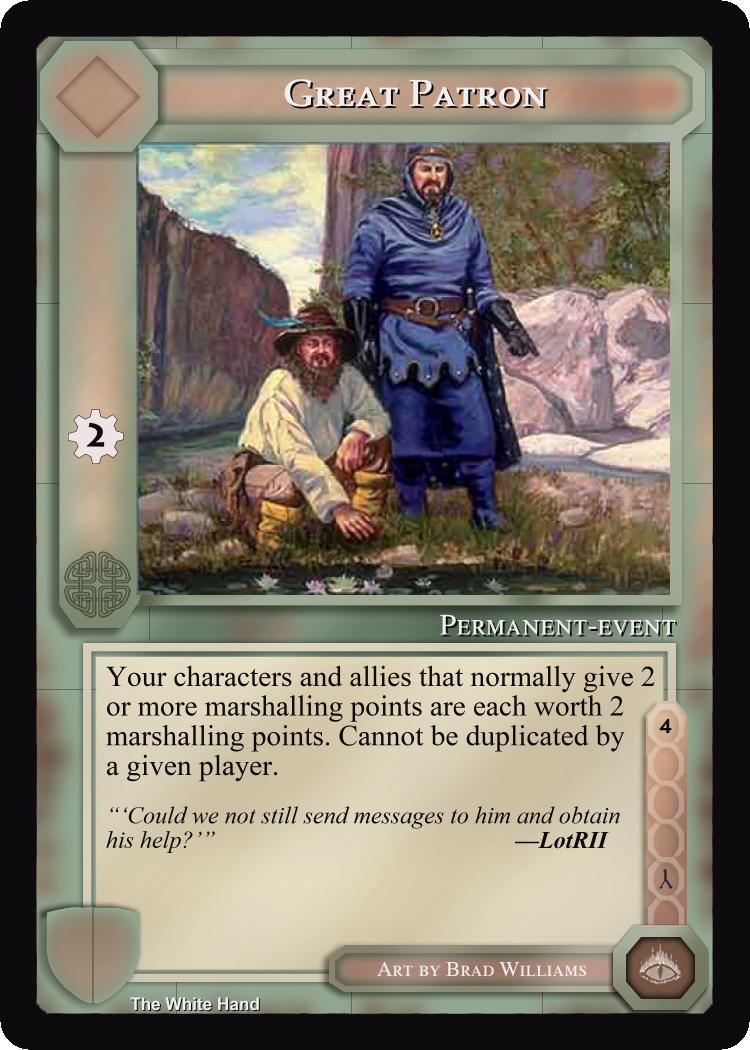 Great Patron
2
Permanent-event
Your characters and allies that normally give 2
or more marshalling points are each worth 2
marshalling points. Cannot be duplicated by
a given player.
4
“‘Could we not still send messages to him and obtain
his help?’” —LotRII
Art by Brad Williams
The White Hand